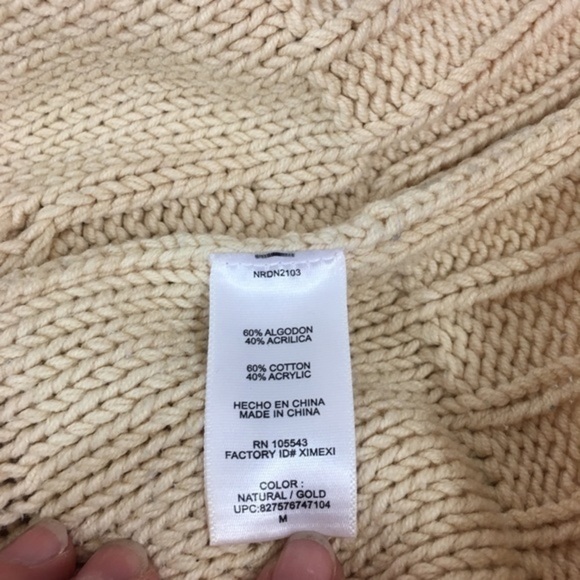 NRDN2103
60% ALGODON
40% ACRILICA
60% COTTON
40% ACRYLIC
HECHO EN CHINA
MADE IN CHINA
RN 105543
FACTORY ID# XIMEXI
COLOR :
NATURAL / GOLD
UPC:827576747104
M